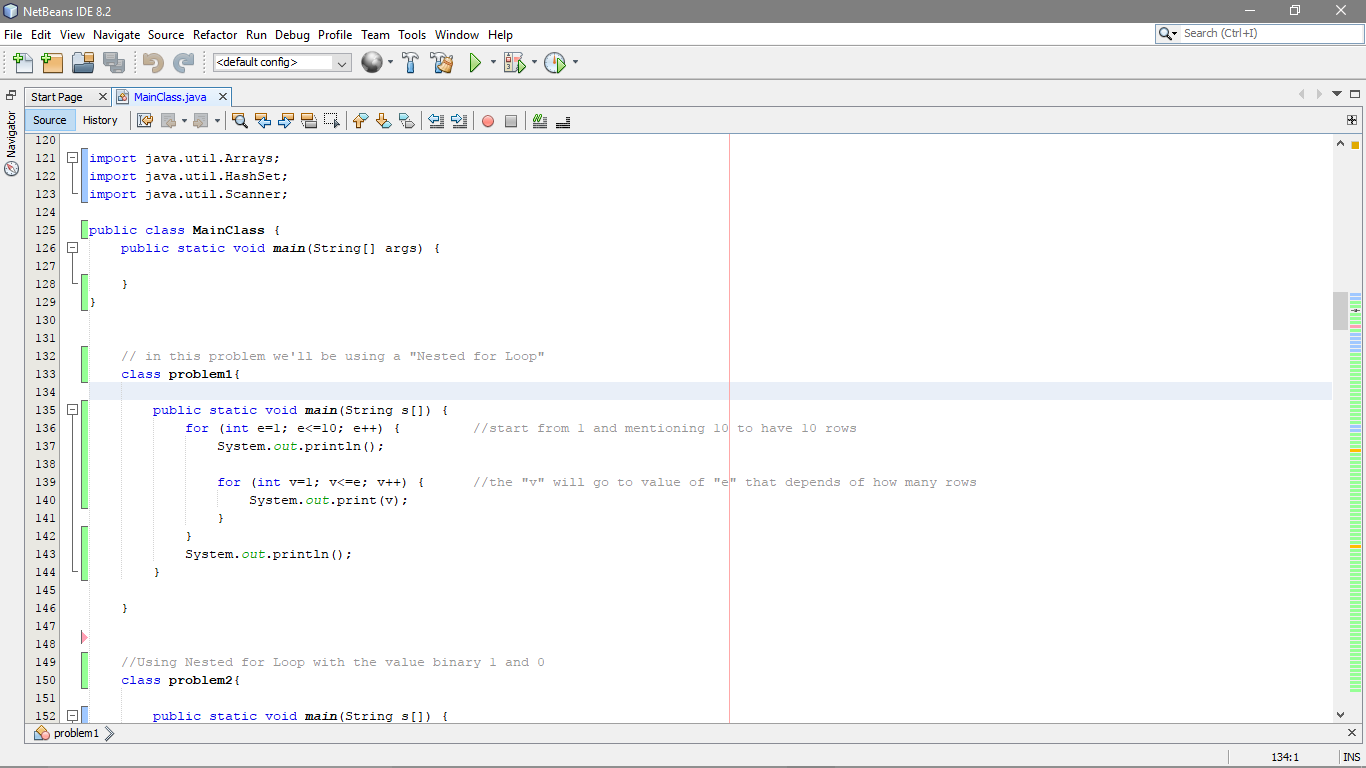 NetBeans IDE 8.2
File Edit View Navigate Source Refactor Run Debug Profile Team Tools Window Help
Search (Ctrl+I)
<default config>
Start Page MainClass.java
Navigator
Source History
120
121 import java.util.Arrays;
122 import java.util.HashSet;
123 import java.util.Scanner;
124
125 public class MainClass {
126 public static void main(String[] args) {
127
128 }
129 }
130
131
132 // in this problem we'll be using a "Nested for Loop"
133 class problem1{
134
135 public static void main(String s[]) {
136 for (int e=1; e<=10; e++) { //start from 1 and mentioning 10 to have 10 rows
137 System.out.println();
138
139 for (int v=1; v<=e; v++) { //the "v" will go to value of "e" that depends of how many rows
140 System.out.print(v);
141 }
142 }
143 System.out.println();
144 }
145
146 }
147
148
149 //Using Nested for Loop with the value binary 1 and 0
150 class problem2{
151
152 public static void main(String s[]) {
problem1
134:1 INS